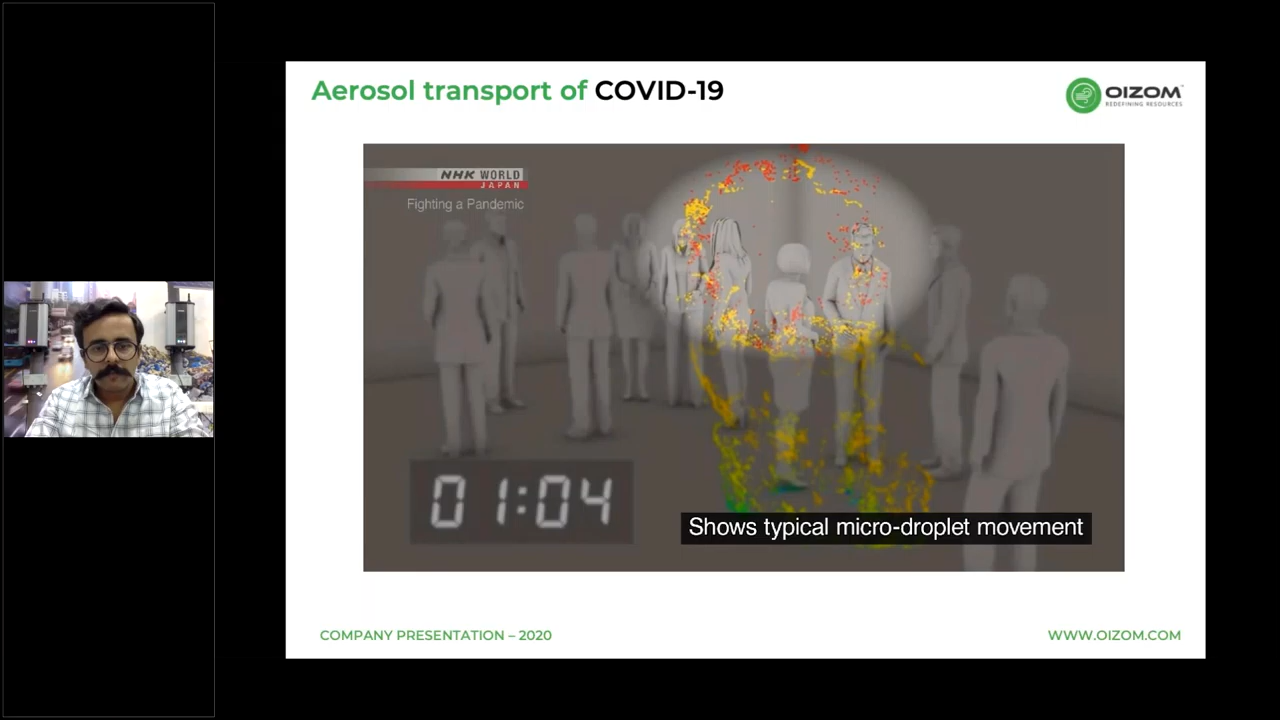 Aerosol transport of COVID-19
OIZOM™
REDEFINING RESOURCES
NHK WORLD
JAPAN
Fighting a Pandemic
01:04
Shows typical micro-droplet movement
COMPANY PRESENTATION – 2020
WWW.OIZOM.COM